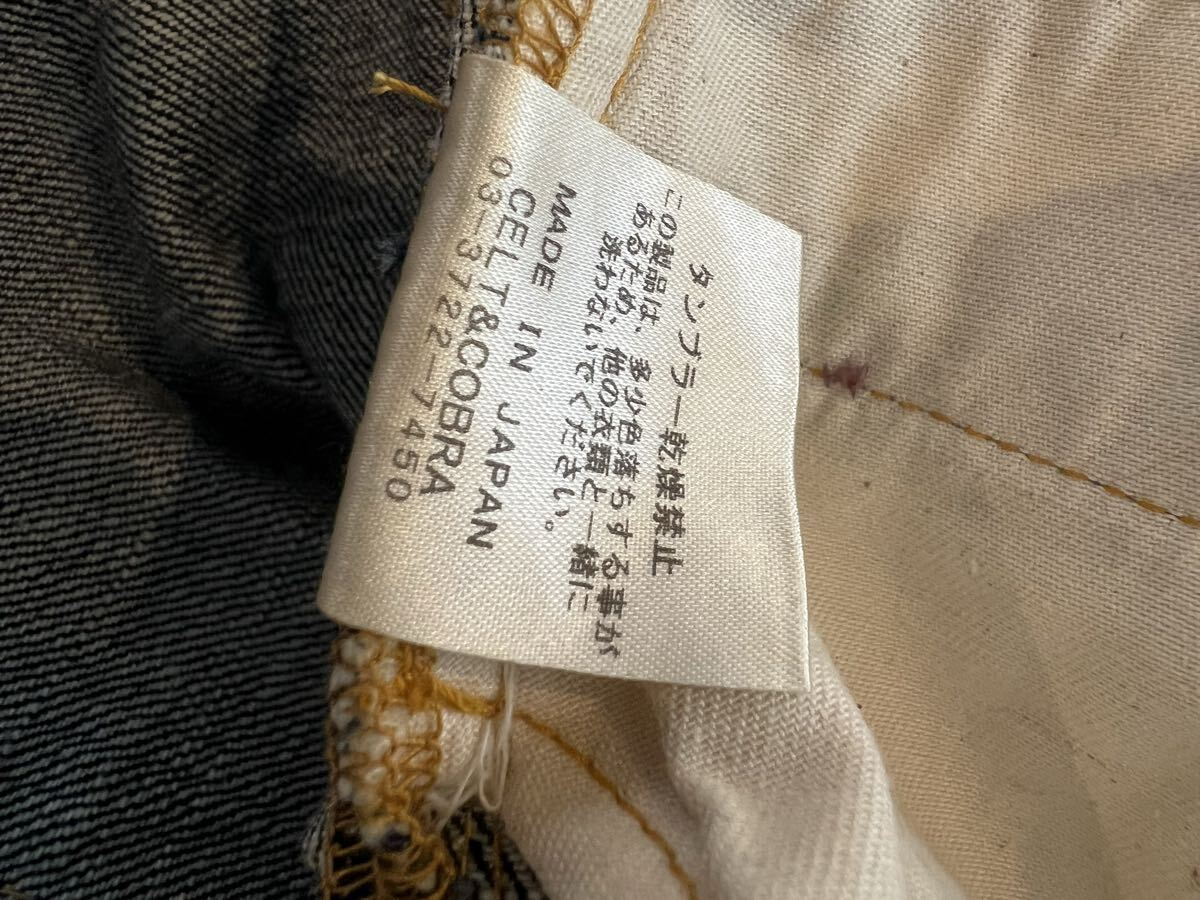 タンブラー乾燥禁止
この製品は、多少色落ちする事が
あるため、他の衣類と一緒に
洗わないでください。
MADE IN JAPAN
CELT&COBRA
03-3722-7450